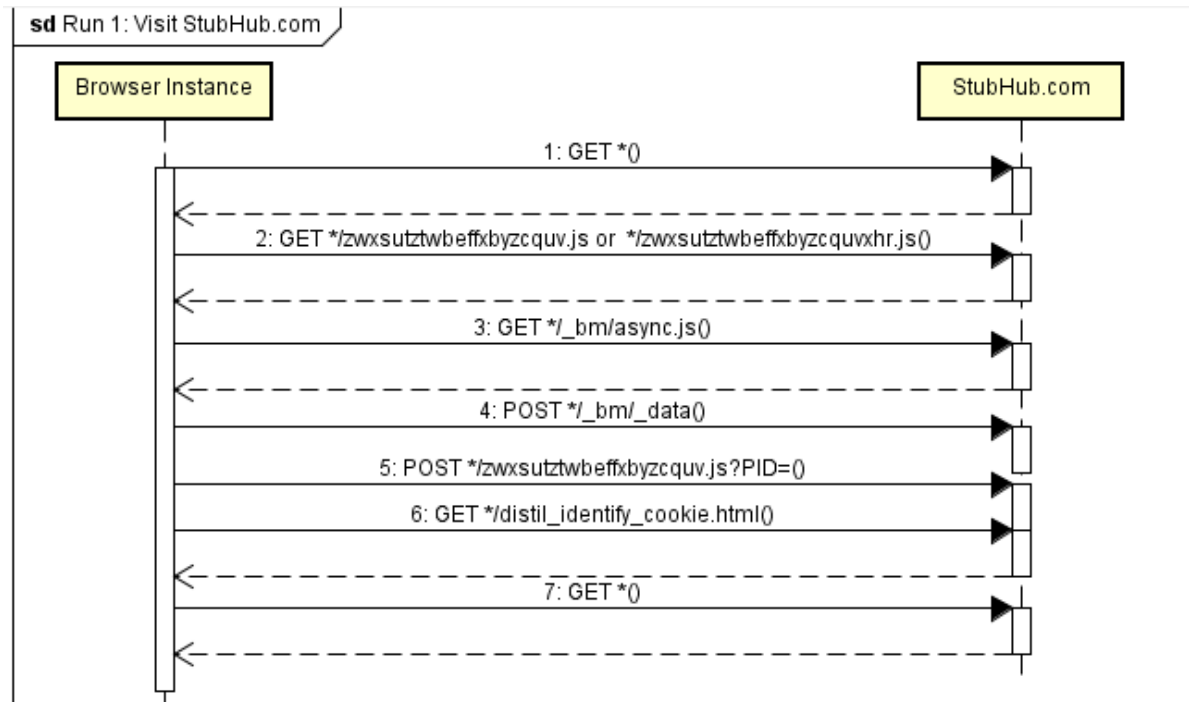 sd Run 1: Visit StubHub.com
Browser Instance
StubHub.com
1: GET *()
2: GET */zwxsutztwbeffxbyzcquv.js or */zwxsutztwbeffxbyzcquvxhr.js()
3: GET */_bm/async.js()
4: POST */_bm/_data()
5: POST */zwxsutztwbeffxbyzcquv.js?PID=()
6: GET */distil_identify_cookie.html()
7: GET *()